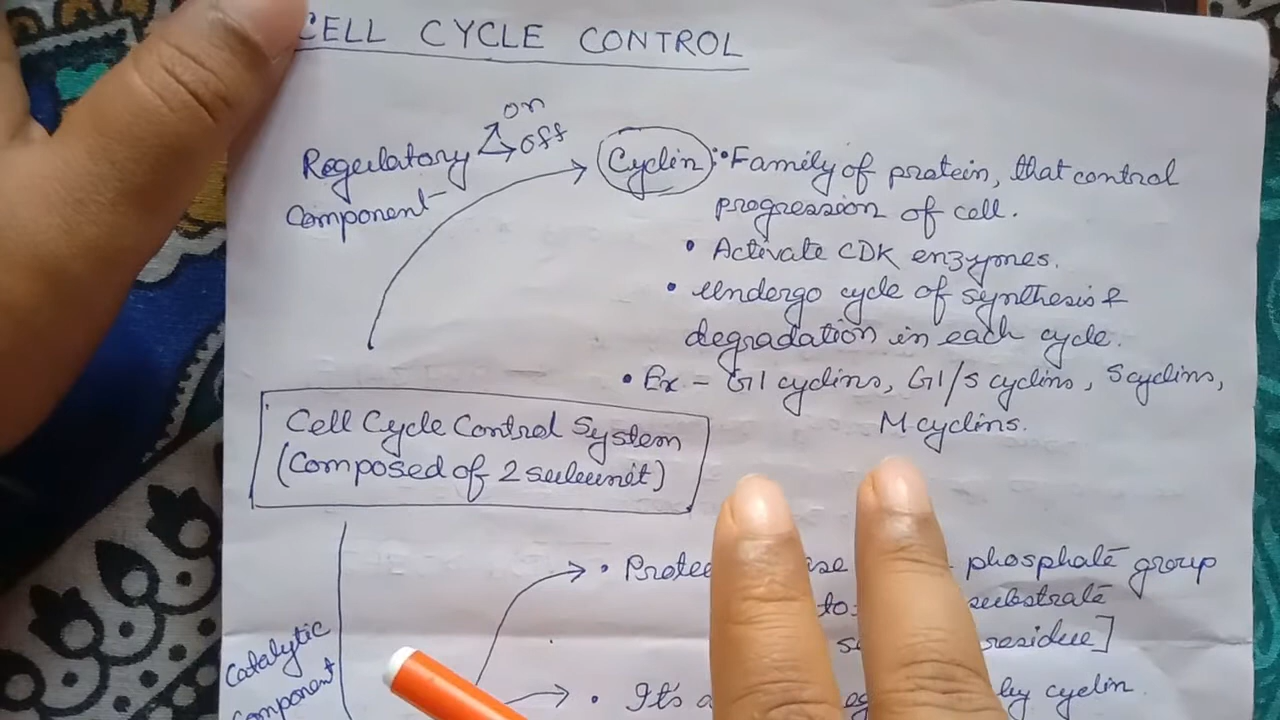 CELL CYCLE CONTROL
on
off
Regulatory
Component
Cyclin : • Family of protein, that control
progression of cell.
• Activate CDK enzymes.
• Undergo cycle of synthesis &
degradation in each cycle.
• Ex - G1 cyclins, G1/S cyclins, S cyclins,
M cyclins.
Cell Cycle Control System
(Composed of 2 subunit)
• phosphate group
to substrate
residue]
• It's by cyclin.
Catalytic
Component